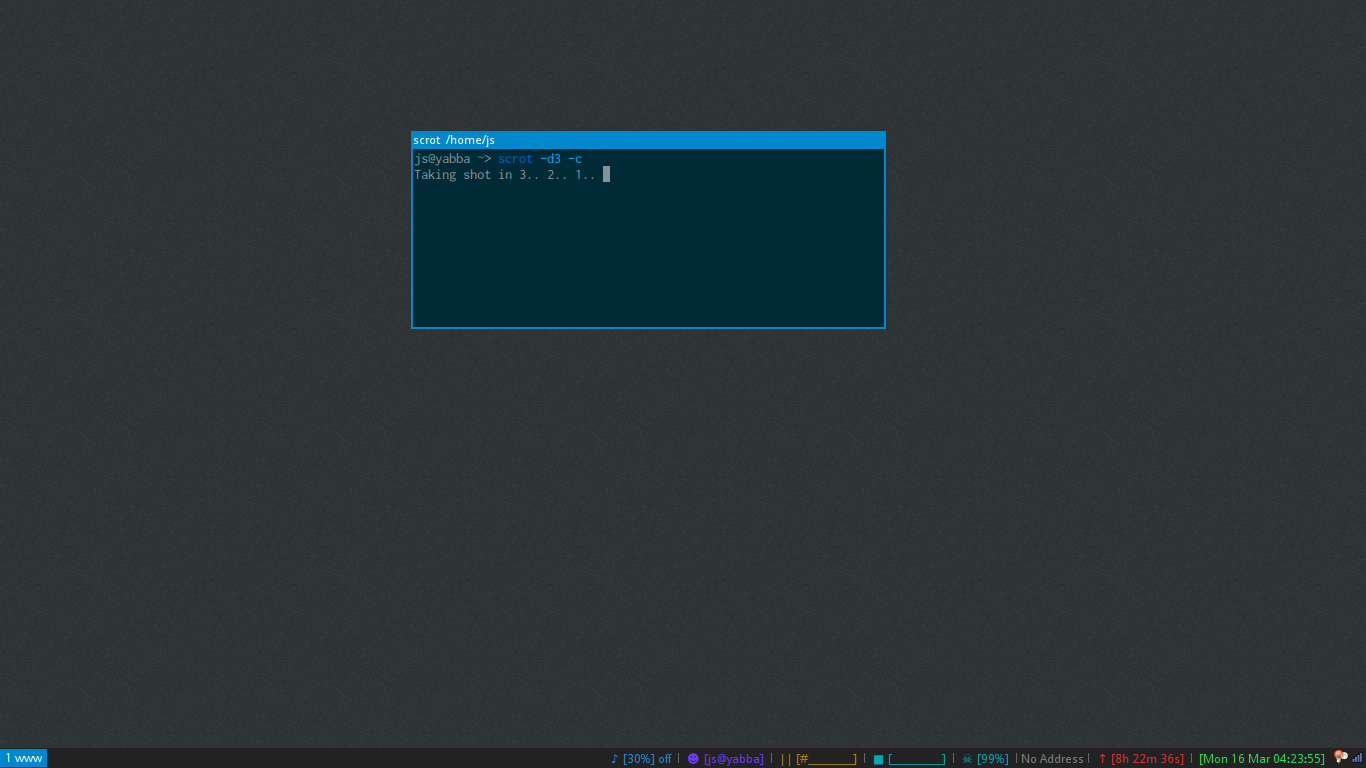 scrot /home/js
js@yabba ~> scrot -d3 -c
Taking shot in 3.. 2.. 1..
1 www ♪ [30%] off | ☻ [js@yabba] | || [#_______] | ■ [________] | ☠ [99%] | No Address | ↑ [8h 22m 36s] | [Mon 16 Mar 04:23:55]